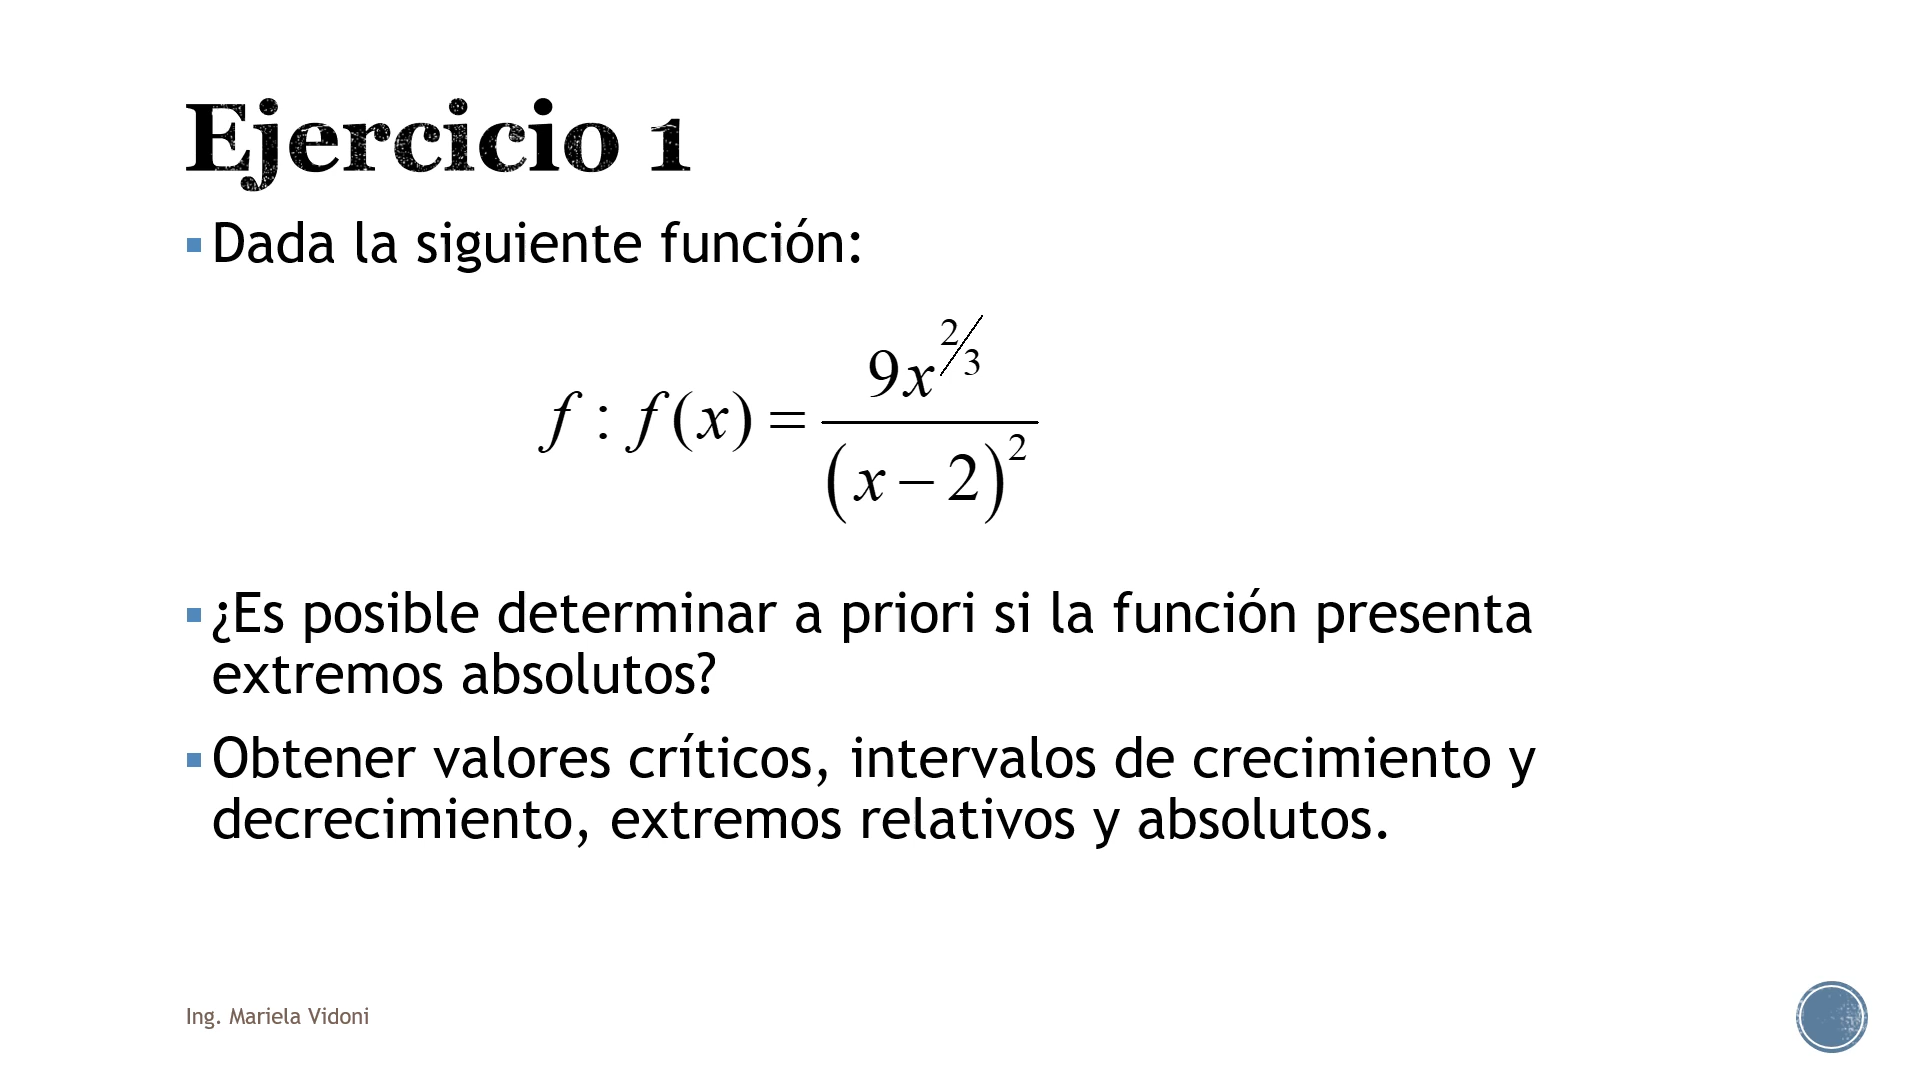 Ejercicio 1
▪ Dada la siguiente función:
f : f(x) = 9x^{2/3} / (x − 2)^2
▪ ¿Es posible determinar a priori si la función presenta
extremos absolutos?
▪ Obtener valores críticos, intervalos de crecimiento y
decrecimiento, extremos relativos y absolutos.
Ing. Mariela Vidoni